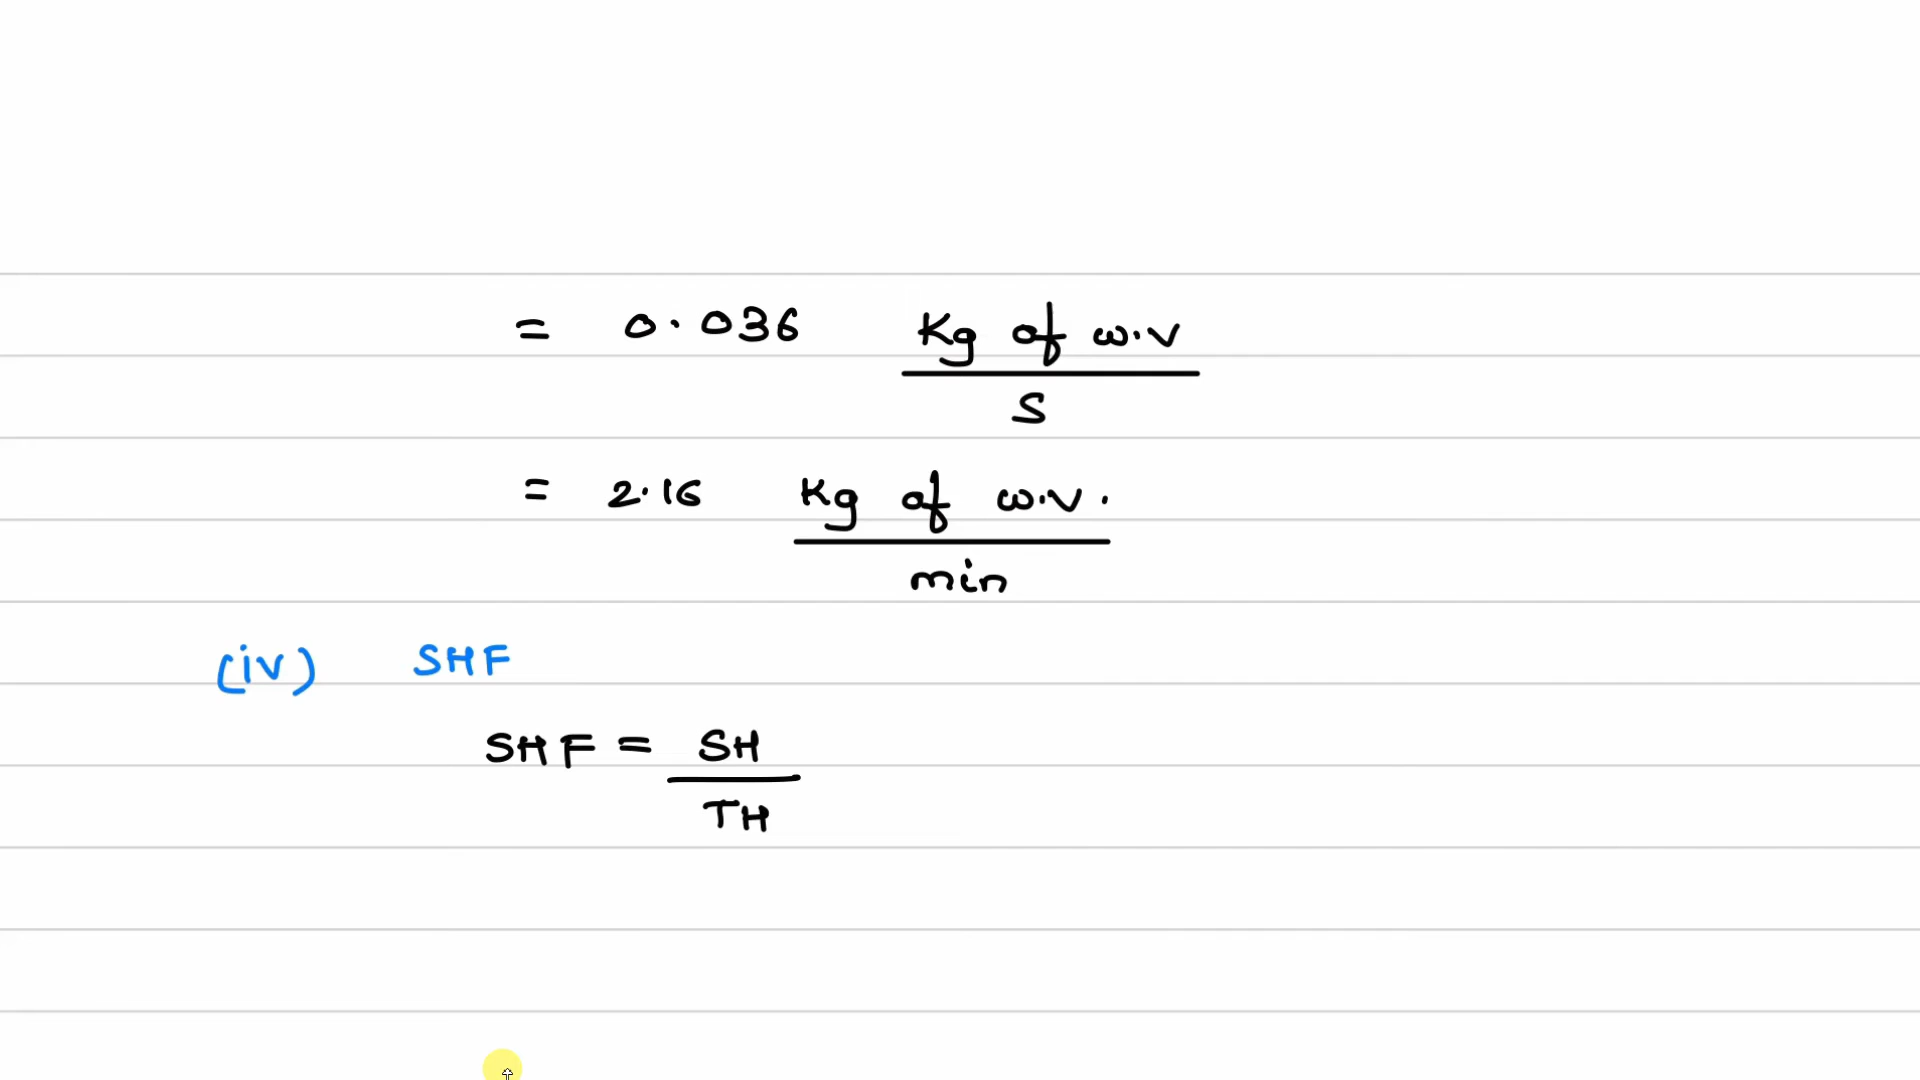 = 0.036 Kg of w.v
S
= 2.16 Kg of w.v.
min
(iv) SHF
SHF = SH
TH